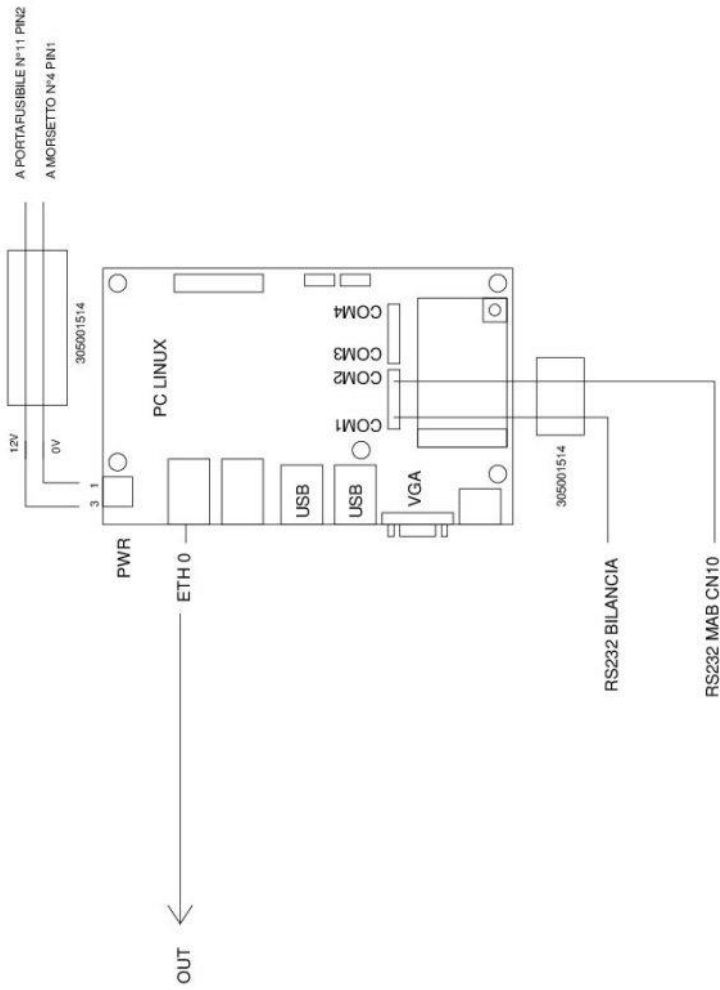 A PORTAFUSIBILE N°11 PIN2
A MORSETTO N°4 PIN1
305001514
12V
0V
3
1
PWR
ETH 0
OUT
PC LINUX
USB
USB
VGA
COM1
COM2
COM3
COM4
305001514
RS232 BILANCIA
RS232 MAB CN10